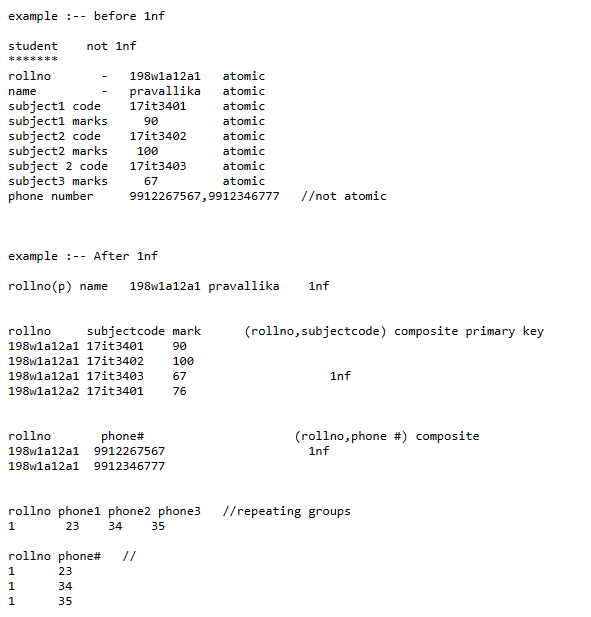 example :-- before 1nf
student    not 1nf
*******
rollno       -   198w1a12a1   atomic
name         -   pravallika   atomic
subject1 code    17it3401     atomic
subject1 marks     90         atomic
subject2 code    17it3402     atomic
subject2 marks    100         atomic
subject 2 code   17it3403     atomic
subject3 marks     67         atomic
phone number     9912267567,9912346777   //not atomic
example :-- After 1nf
rollno(p) name   198w1a12a1 pravallika    1nf
rollno     subjectcode mark      (rollno,subjectcode) composite primary key
198w1a12a1 17it3401    90
198w1a12a1 17it3402    100
198w1a12a1 17it3403    67                    1nf
198w1a12a2 17it3401    76
rollno       phone#                     (rollno,phone #) composite
198w1a12a1  9912267567                    1nf
198w1a12a1  9912346777
rollno phone1 phone2 phone3   //repeating groups
1       23    34    35
rollno phone#   //
1      23
1      34
1      35